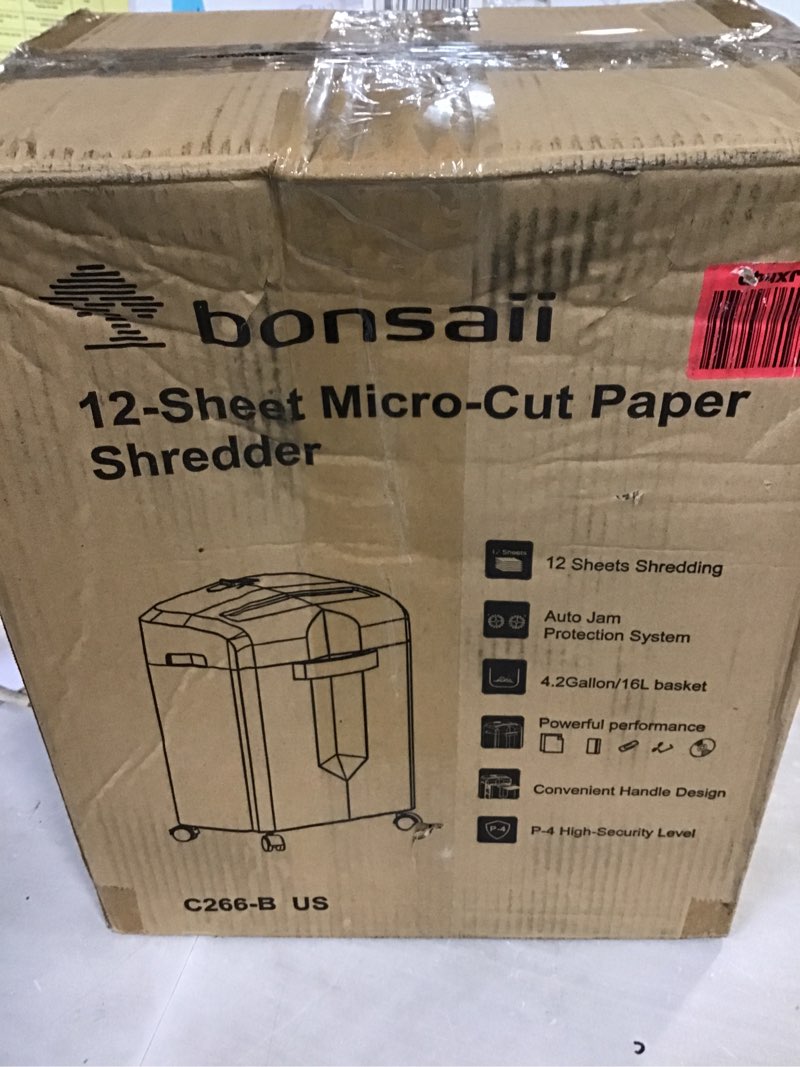 bonsaii
12-Sheet Micro-Cut Paper
Shredder
12 Sheets Shredding
Auto Jam
Protection System
4.2Gallon/16L basket
Powerful performance
Convenient Handle Design
P-4
P-4 High-Security Level
C266-B US